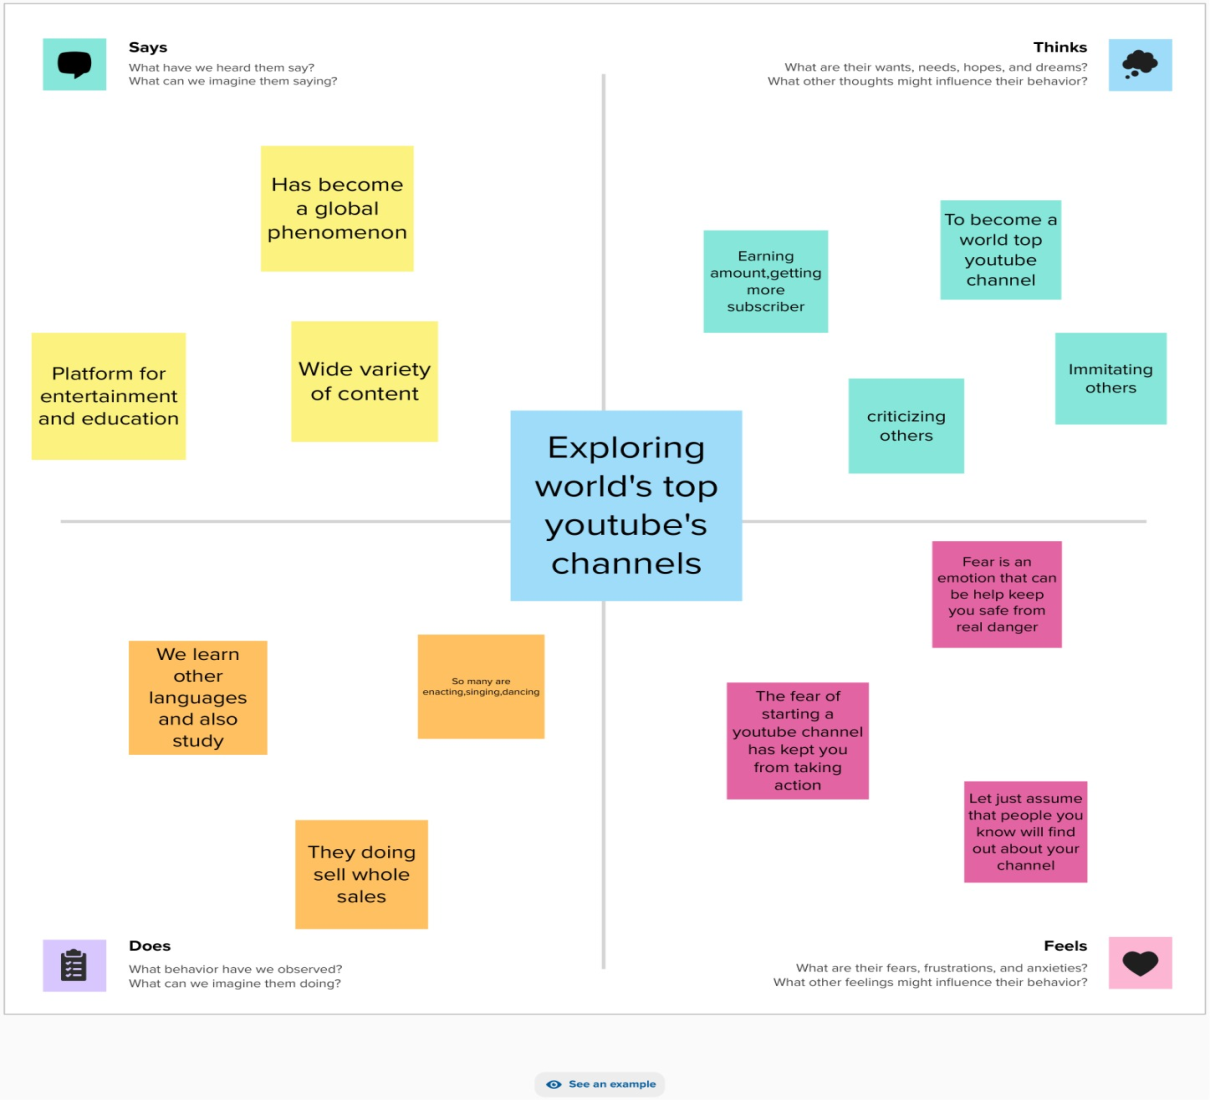 Says
What have we heard them say?
What can we imagine them saying?
Thinks
What are their wants, needs, hopes, and dreams?
What other thoughts might influence their behavior?
Has become
a global
phenomenon
Platform for
entertainment
and education
Wide variety
of content
Earning
amount,getting
more
subscriber
To become a
world top
youtube
channel
Immitating
others
criticizing
others
Exploring
world's top
youtube's
channels
We learn
other
languages
and also
study
So many are
enacting,singing,dancing
They doing
sell whole
sales
Fear is an
emotion that can
be help keep
you safe from
real danger
The fear of
starting a
youtube channel
has kept you
from taking
action
Let just assume
that people you
know will find
out about your
channel
Does
What behavior have we observed?
What can we imagine them doing?
Feels
What are their fears, frustrations, and anxieties?
What other feelings might influence their behavior?
See an example